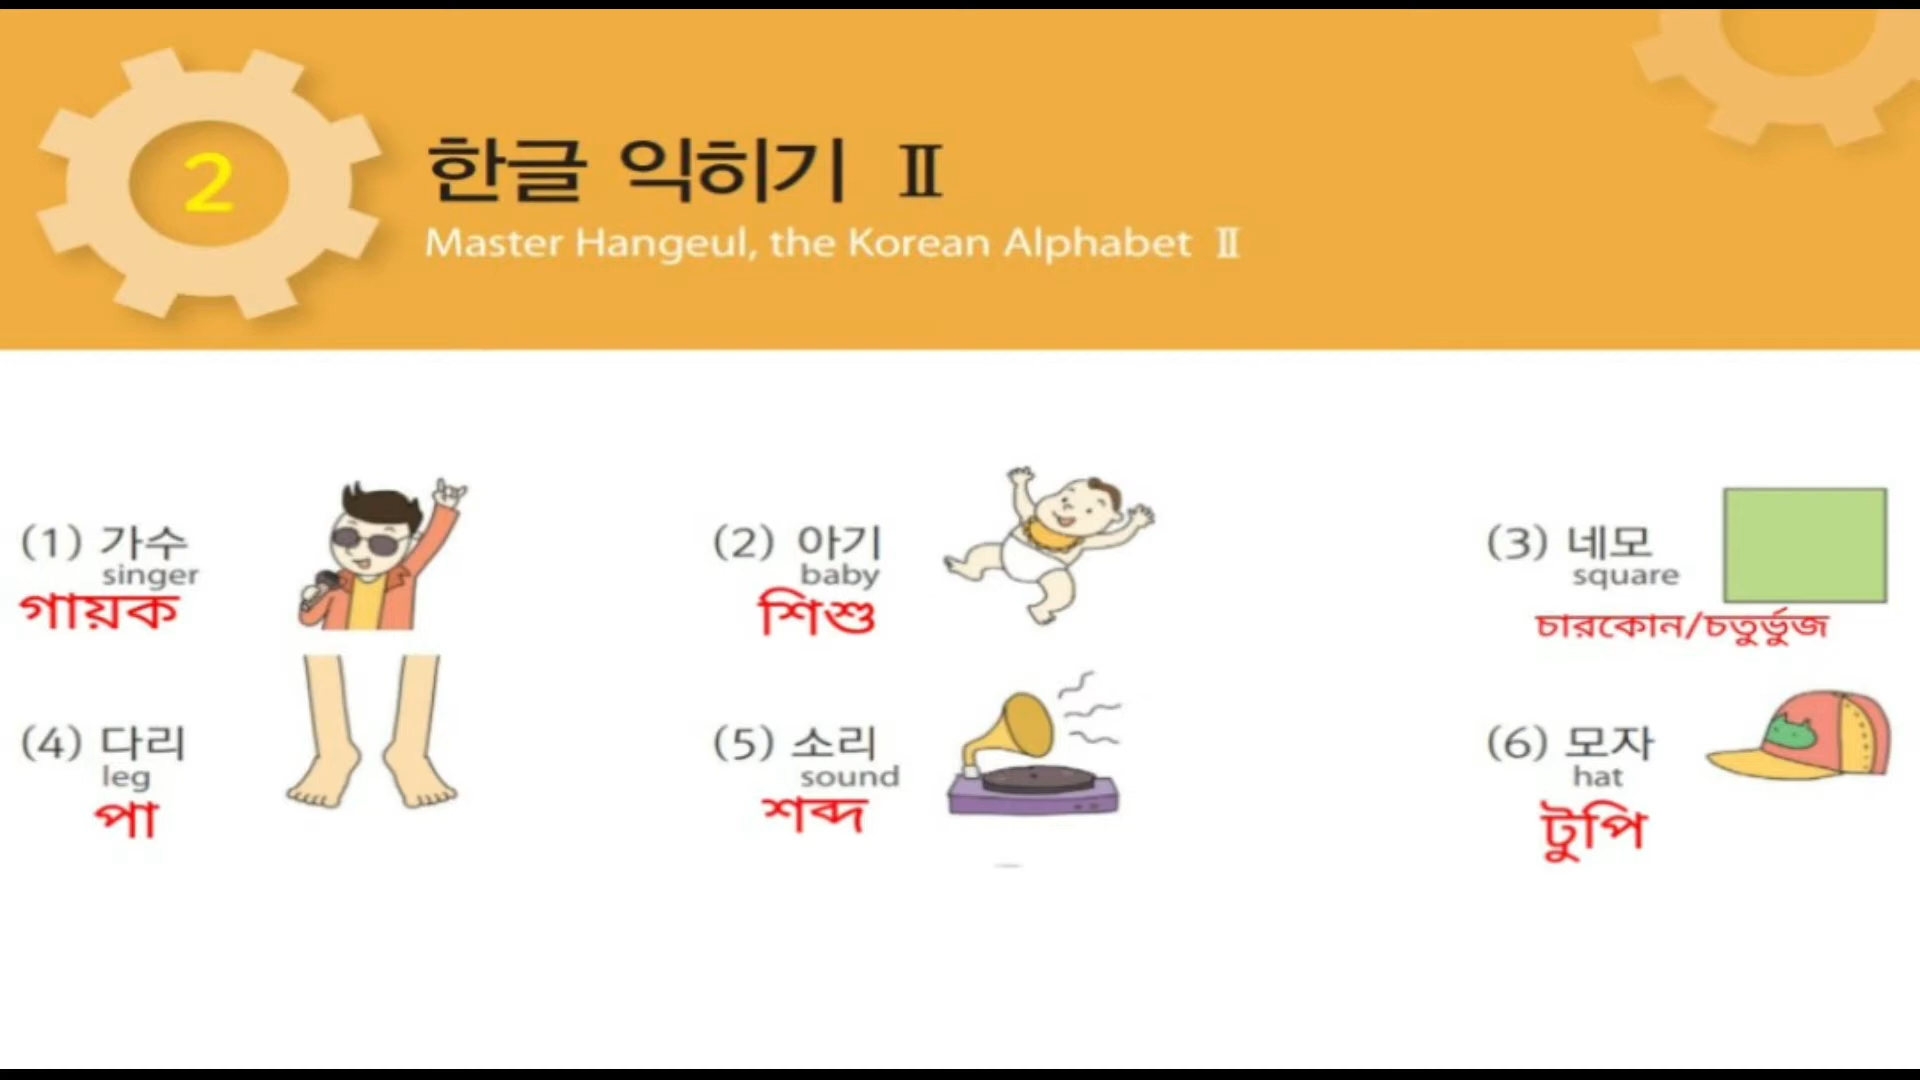 2
한글 익히기 Ⅱ
Master Hangeul, the Korean Alphabet Ⅱ
(1) 가수
singer
গায়ক
(2) 아기
baby
শিশু
(3) 네모
square
চারকোন/চতুর্ভুজ
(4) 다리
leg
পা
(5) 소리
sound
শব্দ
(6) 모자
hat
টুপি